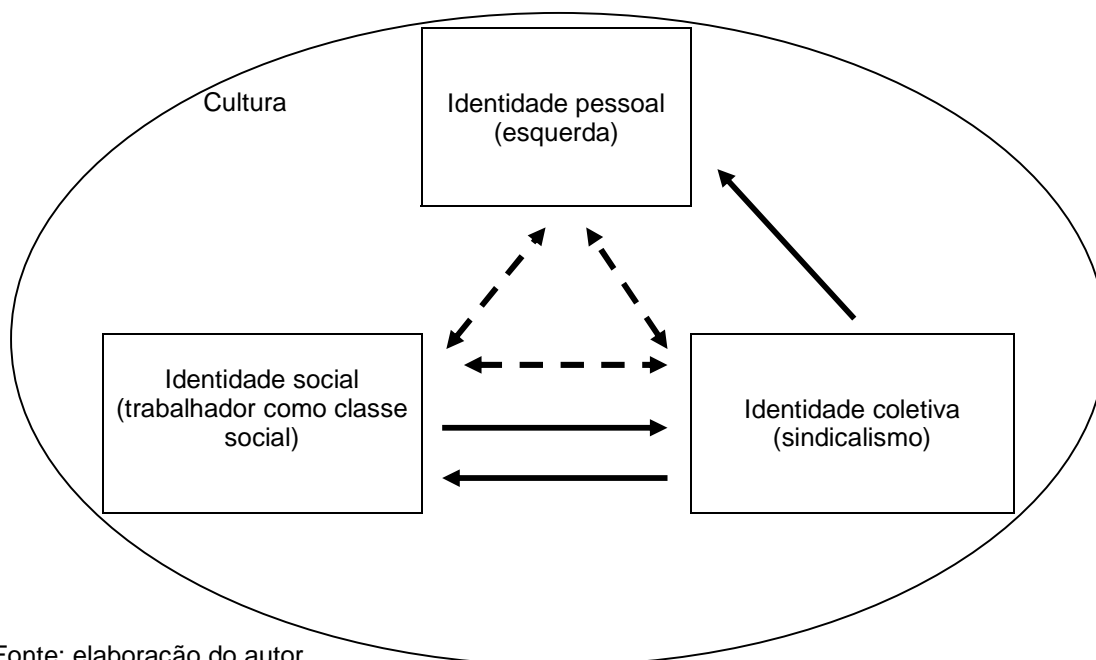 Cultura
Identidade pessoal
(esquerda)
Identidade social
(trabalhador como classe
social)
Identidade coletiva
(sindicalismo)
Fonte: elaboração do autor